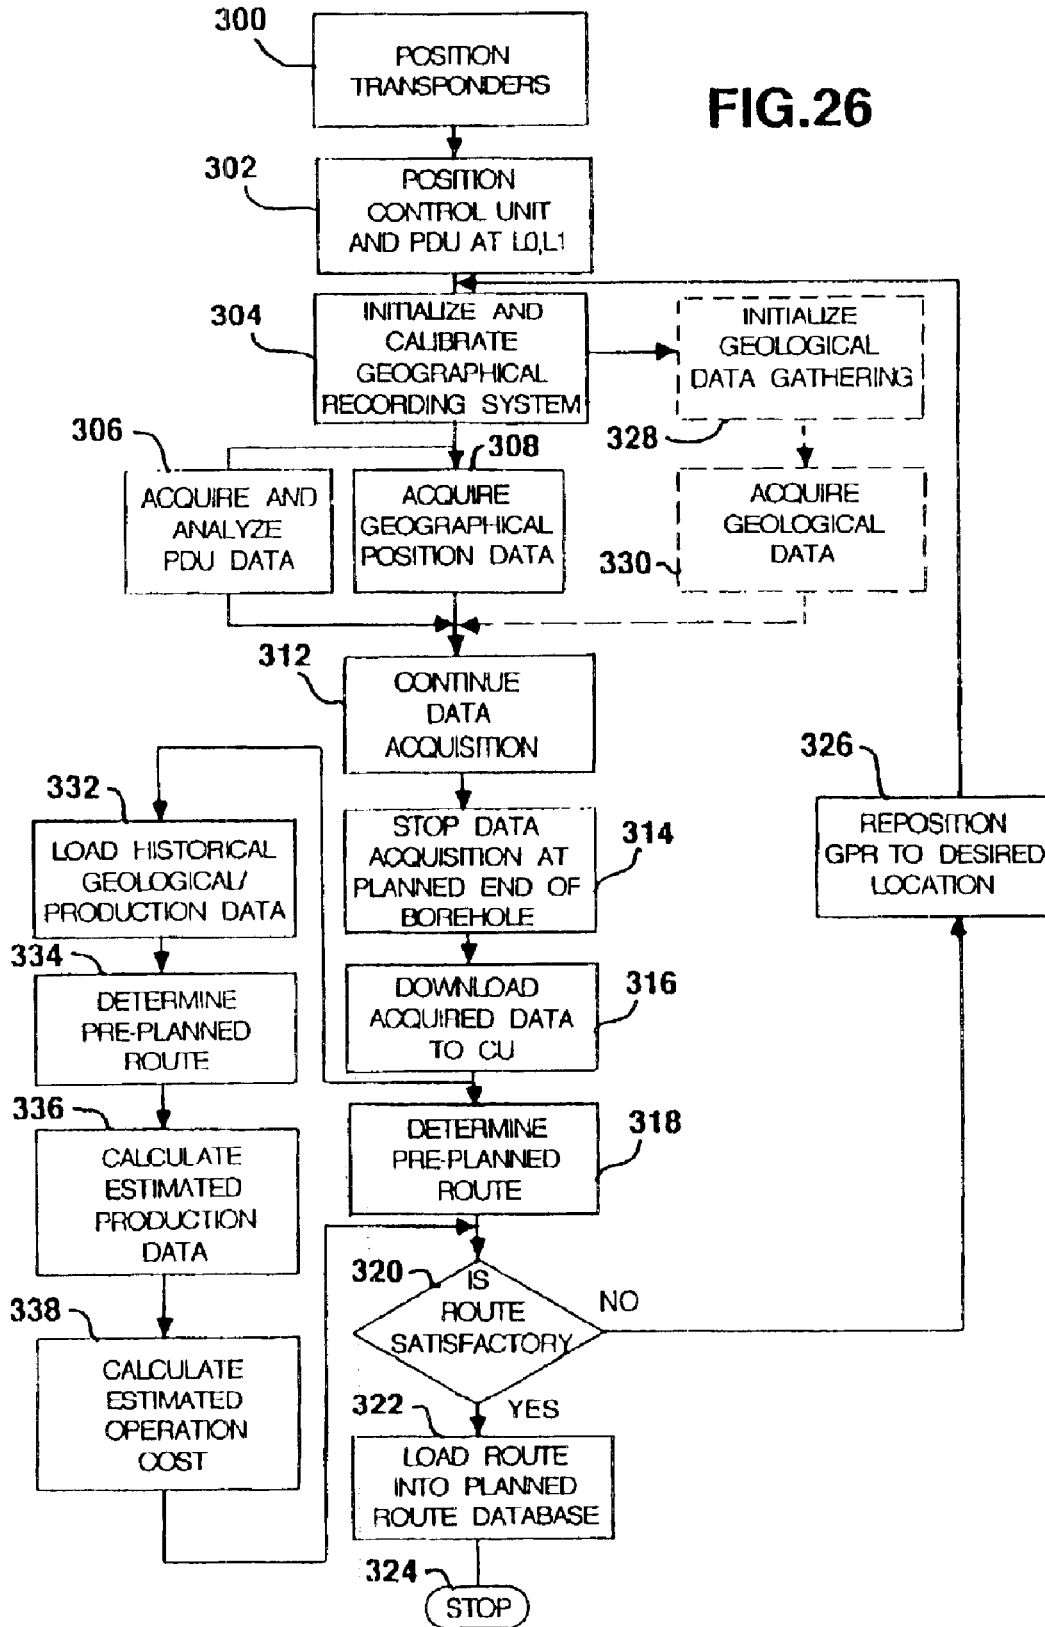 300
POSITION
TRANSPONDERS
FIG.26
302
POSITION
CONTROL UNIT
AND PDU AT L0,L1
304
INITIALIZE AND
CALIBRATE
GEOGRAPHICAL
RECORDING SYSTEM
INITIALIZE
GEOLOGICAL
DATA GATHERING
328
306
ACQUIRE AND
ANALYZE
PDU DATA
308
ACQUIRE
GEOGRAPHICAL
POSITION DATA
ACQUIRE
GEOLOGICAL
DATA
330
312
CONTINUE
DATA
ACQUISITION
326
REPOSITION
GPR TO DESIRED
LOCATION
332
LOAD HISTORICAL
GEOLOGICAL/
PRODUCTION DATA
STOP DATA
ACQUISITION AT
PLANNED END OF
BOREHOLE
314
334
DETERMINE
PRE-PLANNED
ROUTE
DOWNLOAD
ACQUIRED DATA
TO CU
316
336
CALCULATE
ESTIMATED
PRODUCTION
DATA
DETERMINE
PRE-PLANNED
ROUTE
318
320
IS
ROUTE
SATISFACTORY
NO
YES
338
CALCULATE
ESTIMATED
OPERATION
COST
322
LOAD ROUTE
INTO PLANNED
ROUTE DATABASE
324
STOP